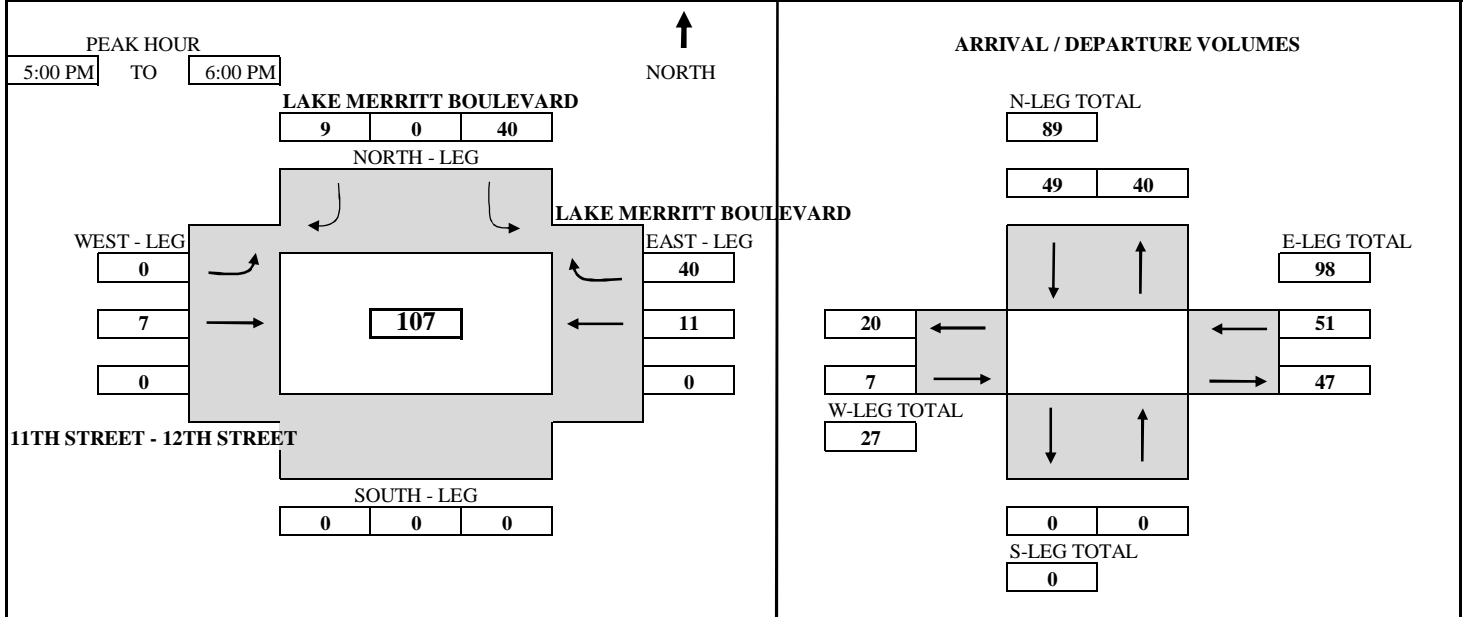 PEAK HOUR
5:00 PM TO 6:00 PM
NORTH
LAKE MERRITT BOULEVARD
9 0 40
NORTH - LEG
LAKE MERRITT BOULEVARD
WEST - LEG
EAST - LEG
0
40
7
107
11
0
0
11TH STREET - 12TH STREET
SOUTH - LEG
0 0 0
ARRIVAL / DEPARTURE VOLUMES
N-LEG TOTAL
89
49 40
E-LEG TOTAL
98
20
51
7
47
W-LEG TOTAL
27
0 0
S-LEG TOTAL
0